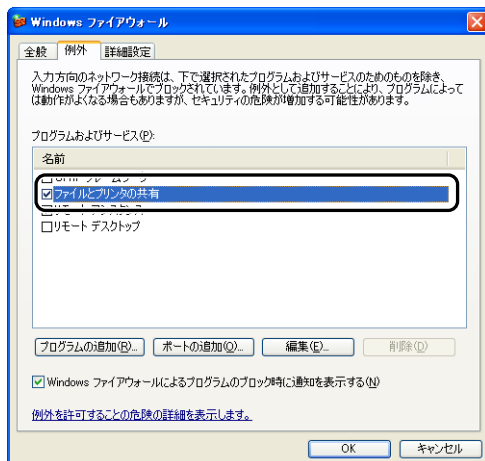 Windows ファイアウォール
全般 例外 詳細設定
入力方向のネットワーク接続は、下で選択されたプログラムおよびサービスのためのものを除き、
Windows ファイアウォールでブロックされています。例外として追加することにより、プログラムによって
は動作がよくなる場合もありますが、セキュリティの危険が増加する可能性があります。
プログラムおよびサービス(P):
名前
ファイルとプリンタの共有
リモート デスクトップ
プログラムの追加(R)... ポートの追加(O)... 編集(E)... 削除(D)
Windows ファイアウォールによるプログラムのブロック時に通知を表示する(N)
例外を許可することの危険の詳細を表示します。
OK キャンセル